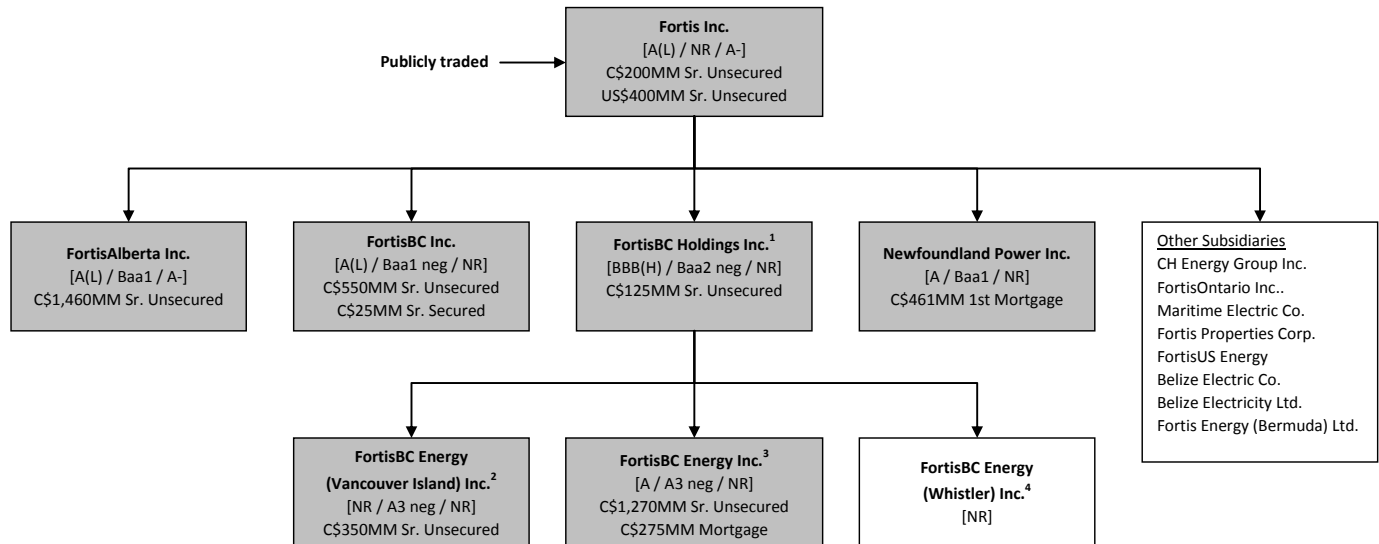 Fortis Inc.
[A(L) / NR / A-]
C$200MM Sr. Unsecured
US$400MM Sr. Unsecured
Publicly traded
FortisAlberta Inc.
[A(L) / Baa1 / A-]
C$1,460MM Sr. Unsecured
FortisBC Inc.
[A(L) / Baa1 neg / NR]
C$550MM Sr. Unsecured
C$25MM Sr. Secured
FortisBC Holdings Inc.¹
[BBB(H) / Baa2 neg / NR]
C$125MM Sr. Unsecured
Newfoundland Power Inc.
[A / Baa1 / NR]
C$461MM 1st Mortgage
Other Subsidiaries
CH Energy Group Inc.
FortisOntario Inc..
Maritime Electric Co.
Fortis Properties Corp.
FortisUS Energy
Belize Electric Co.
Belize Electricity Ltd.
Fortis Energy (Bermuda) Ltd.
FortisBC Energy
(Vancouver Island) Inc.²
[NR / A3 neg / NR]
C$350MM Sr. Unsecured
FortisBC Energy Inc.³
[A / A3 neg / NR]
C$1,270MM Sr. Unsecured
C$275MM Mortgage
FortisBC Energy
(Whistler) Inc.⁴
[NR]